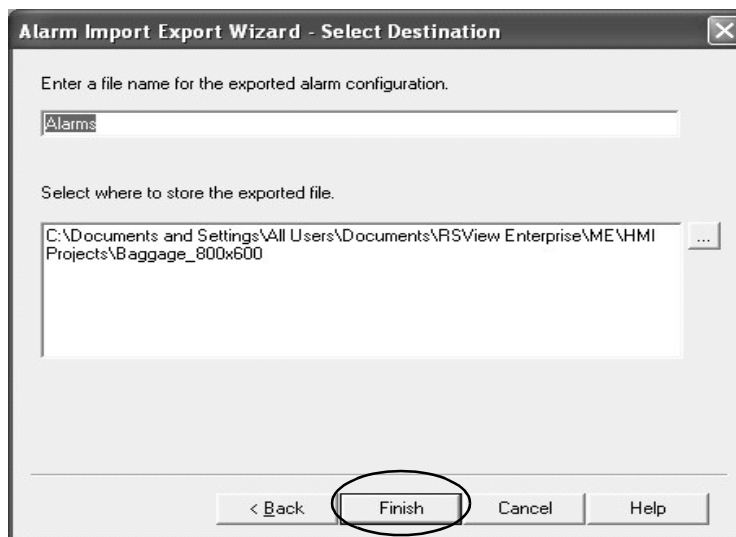 Alarm Import Export Wizard - Select Destination
Enter a file name for the exported alarm configuration.
Alarms
Select where to store the exported file.
C:\Documents and Settings\All Users\Documents\RSView Enterprise\ME\HMI
Projects\Baggage_800x600
...
< Back
Finish
Cancel
Help